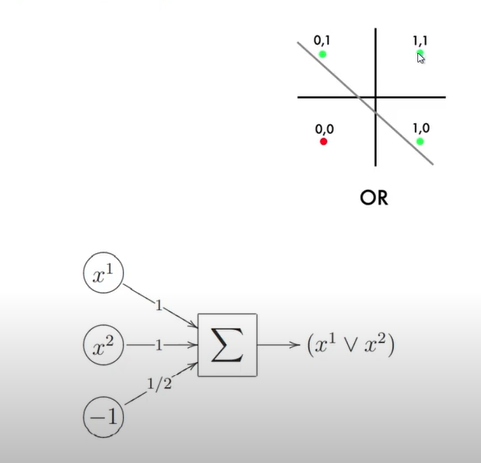 0,1 1,1
0,0 1,0
OR
x¹
1
x² 1 ∑ (x¹ ∨ x²)
1/2
−1